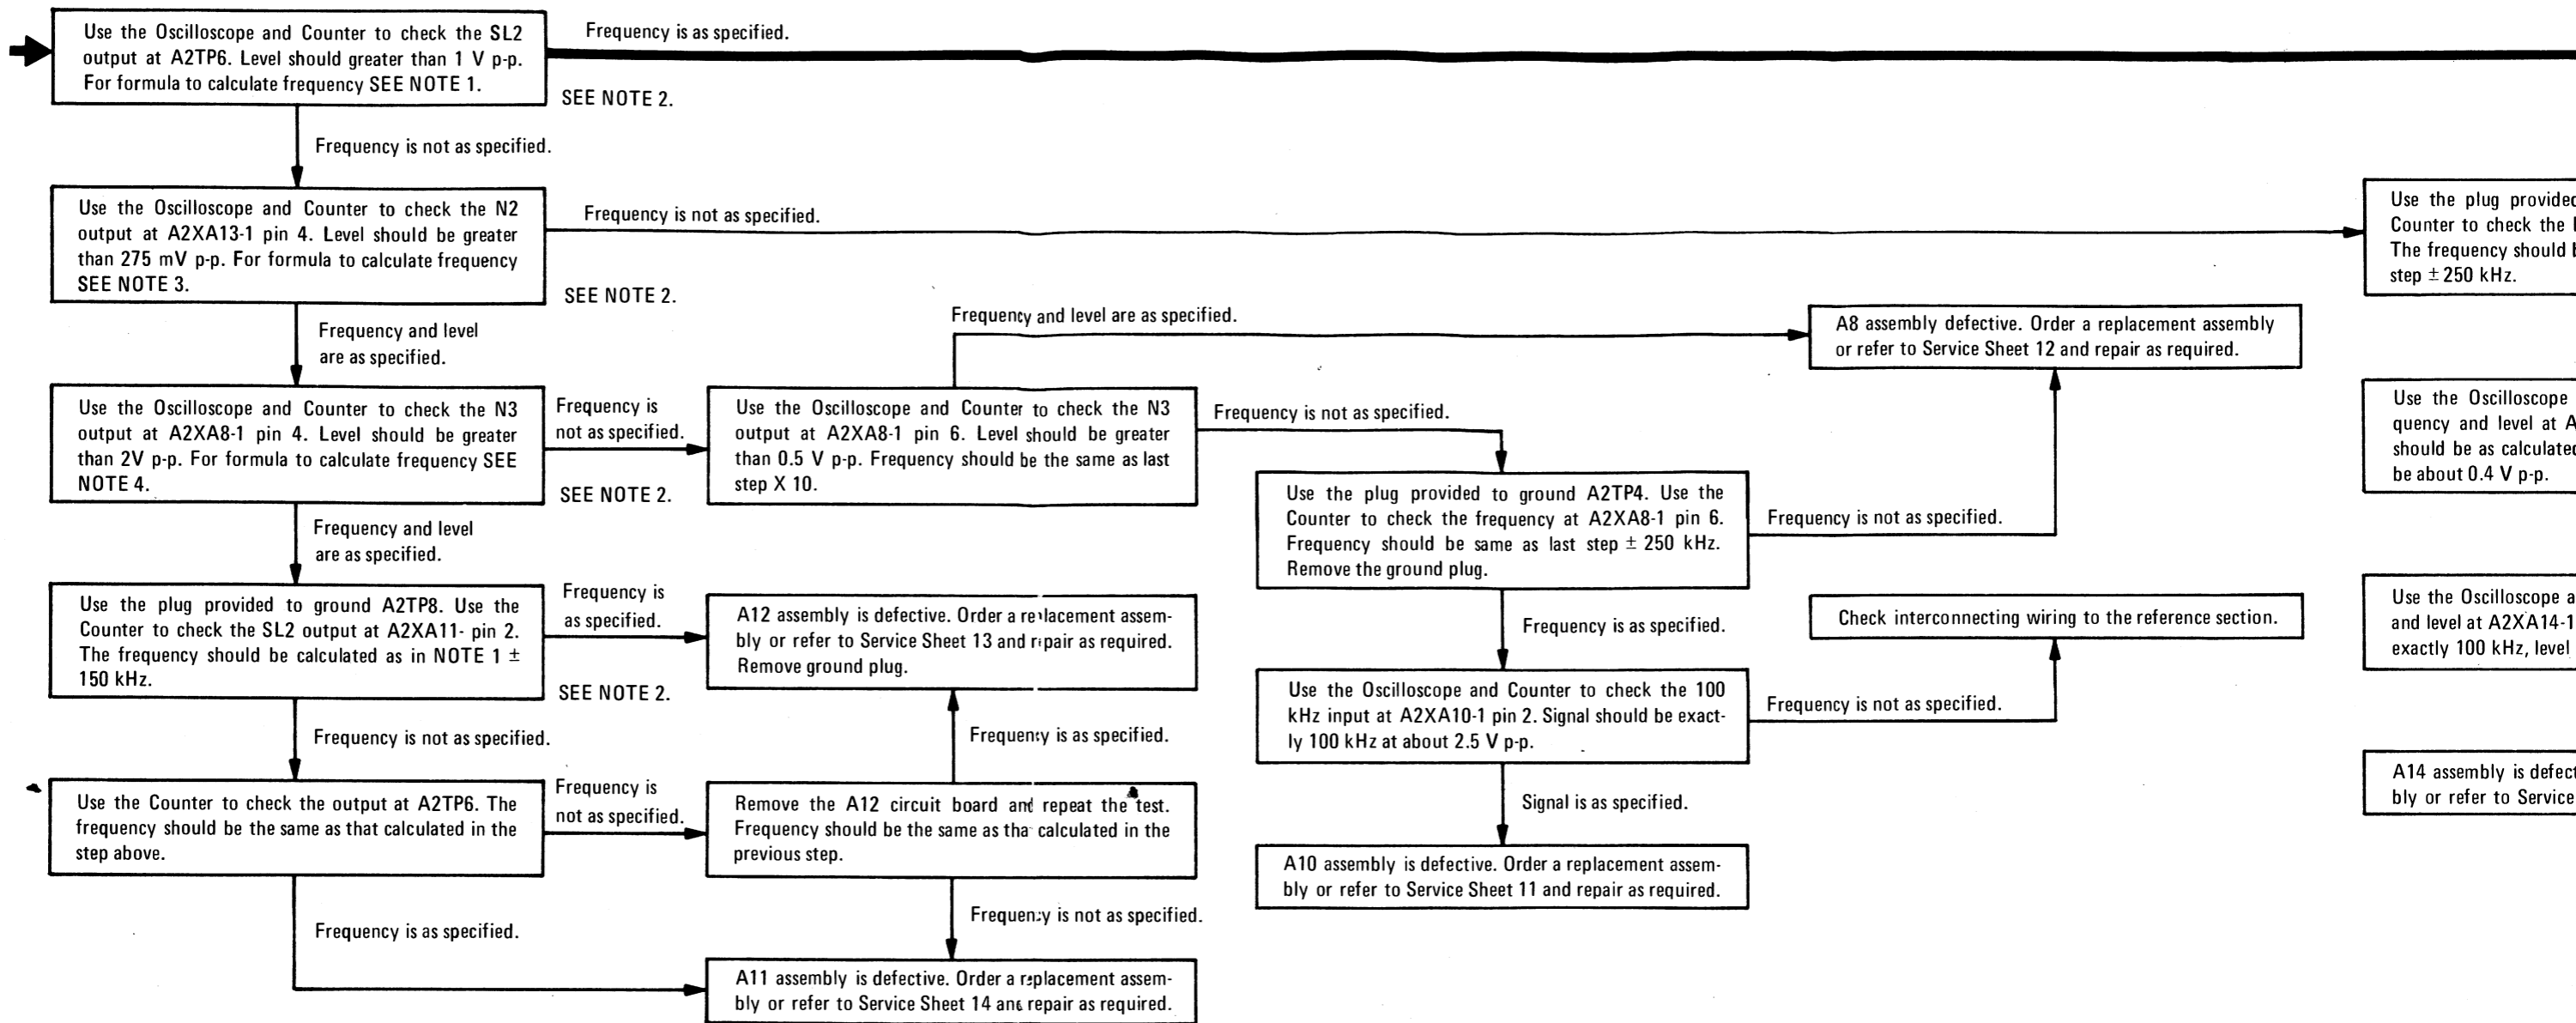 Use the Oscilloscope and Counter to check the SL2
output at A2TP6. Level should greater than 1 V p-p.
For formula to calculate frequency SEE NOTE 1.
Frequency is as specified.
SEE NOTE 2.
Frequency is not as specified.
Use the Oscilloscope and Counter to check the N2
output at A2XA13-1 pin 4. Level should be greater
than 275 mV p-p. For formula to calculate frequency
SEE NOTE 3.
Frequency is not as specified.
SEE NOTE 2.
Frequency and level
are as specified.
Use the Oscilloscope and Counter to check the N3
output at A2XA8-1 pin 4. Level should be greater
than 2V p-p. For formula to calculate frequency SEE
NOTE 4.
Frequency is
not as specified.
SEE NOTE 2.
Frequency and level
are as specified.
Use the plug provided to ground A2TP8. Use the
Counter to check the SL2 output at A2XA11- pin 2.
The frequency should be calculated as in NOTE 1 ±
150 kHz.
Frequency is
as specified.
SEE NOTE 2.
Frequency is not as specified.
Use the Counter to check the output at A2TP6. The
frequency should be the same as that calculated in the
step above.
Frequency is
not as specified.
Frequency is as specified.
Frequency and level are as specified.
Use the Oscilloscope and Counter to check the N3
output at A2XA8-1 pin 6. Level should be greater
than 0.5 V p-p. Frequency should be the same as last
step X 10.
Frequency is not as specified.
A12 assembly is defective. Order a replacement assem-
bly or refer to Service Sheet 13 and repair as required.
Remove ground plug.
Frequency is as specified.
Remove the A12 circuit board and repeat the test.
Frequency should be the same as tha calculated in the
previous step.
Frequency is not as specified.
A11 assembly is defective. Order a replacement assem-
bly or refer to Service Sheet 14 and repair as required.
A8 assembly defective. Order a replacement assembly
or refer to Service Sheet 12 and repair as required.
Use the plug provided to ground A2TP4. Use the
Counter to check the frequency at A2XA8-1 pin 6.
Frequency should be same as last step ± 250 kHz.
Remove the ground plug.
Frequency is not as specified.
Frequency is as specified.
Check interconnecting wiring to the reference section.
Use the Oscilloscope and Counter to check the 100
kHz input at A2XA10-1 pin 2. Signal should be exact-
ly 100 kHz at about 2.5 V p-p.
Frequency is not as specified.
Signal is as specified.
A10 assembly is defective. Order a replacement assem-
bly or refer to Service Sheet 11 and repair as required.
Use the plug provided
Counter to check the
The frequency should
step ± 250 kHz.
Use the Oscilloscope
quency and level at A
should be as calculated
be about 0.4 V p-p.
Use the Oscilloscope a
and level at A2XA14-1
exactly 100 kHz, level
A14 assembly is defect
bly or refer to Service